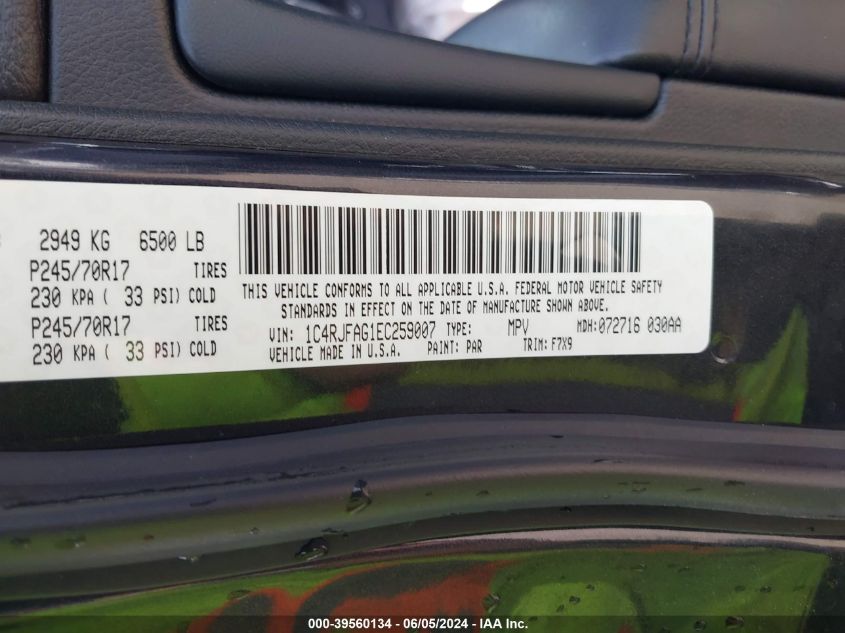 2949 KG 6500 LB
P245/70R17 TIRES
230 KPA ( 33 PSI) COLD
P245/70R17 TIRES
230 KPA ( 33 PSI) COLD
THIS VEHICLE CONFORMS TO ALL APPLICABLE U.S.A. FEDERAL MOTOR VEHICLE SAFETY
STANDARDS IN EFFECT ON THE DATE OF MANUFACTURE SHOWN ABOVE.
VIN: 1C4RJFAG1EC259007 TYPE: MPV MDH:072716 030AA
VEHICLE MADE IN U.S.A. PAINT: PAR TRIM: F7X9
000-39560134 - 06/05/2024 - IAA Inc.